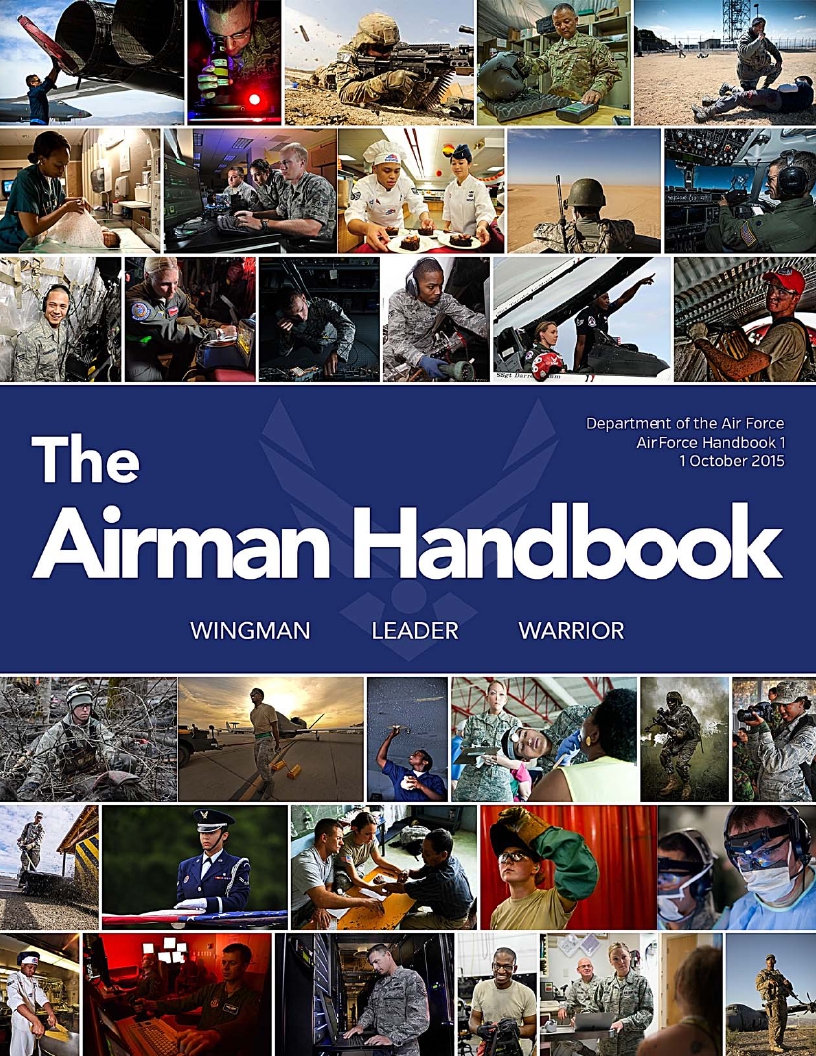 Department of the Air Force
Air Force Handbook 1
1 October 2015
The
Airman Handbook
WINGMAN LEADER WARRIOR